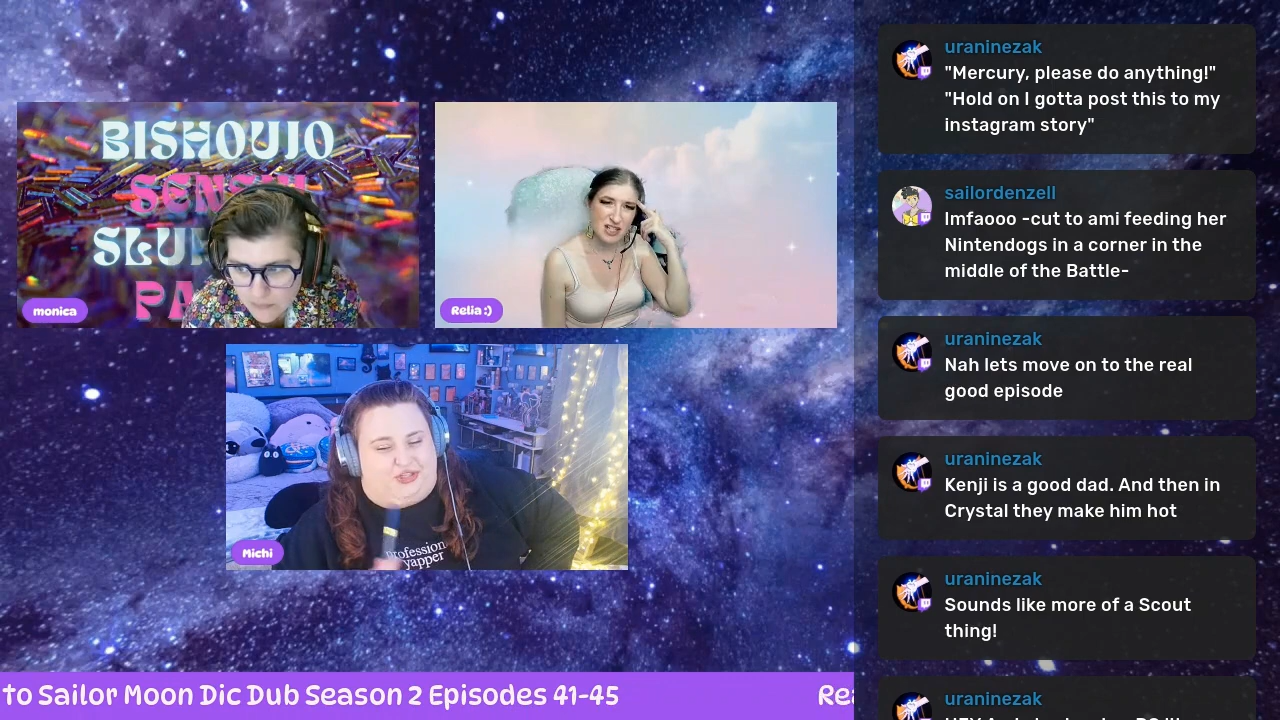 BISHOUJO
monica
Relia :)
profession
yapper
Michi
to Sailor Moon Dic Dub Season 2 Episodes 41-45
uraninezak
"Mercury, please do anything!"
"Hold on I gotta post this to my
instagram story"
sailordenzell
lmfaooo -cut to ami feeding her
Nintendogs in a corner in the
middle of the Battle-
uraninezak
Nah lets move on to the real
good episode
uraninezak
Kenji is a good dad. And then in
Crystal they make him hot
uraninezak
Sounds like more of a Scout
thing!
uraninezak